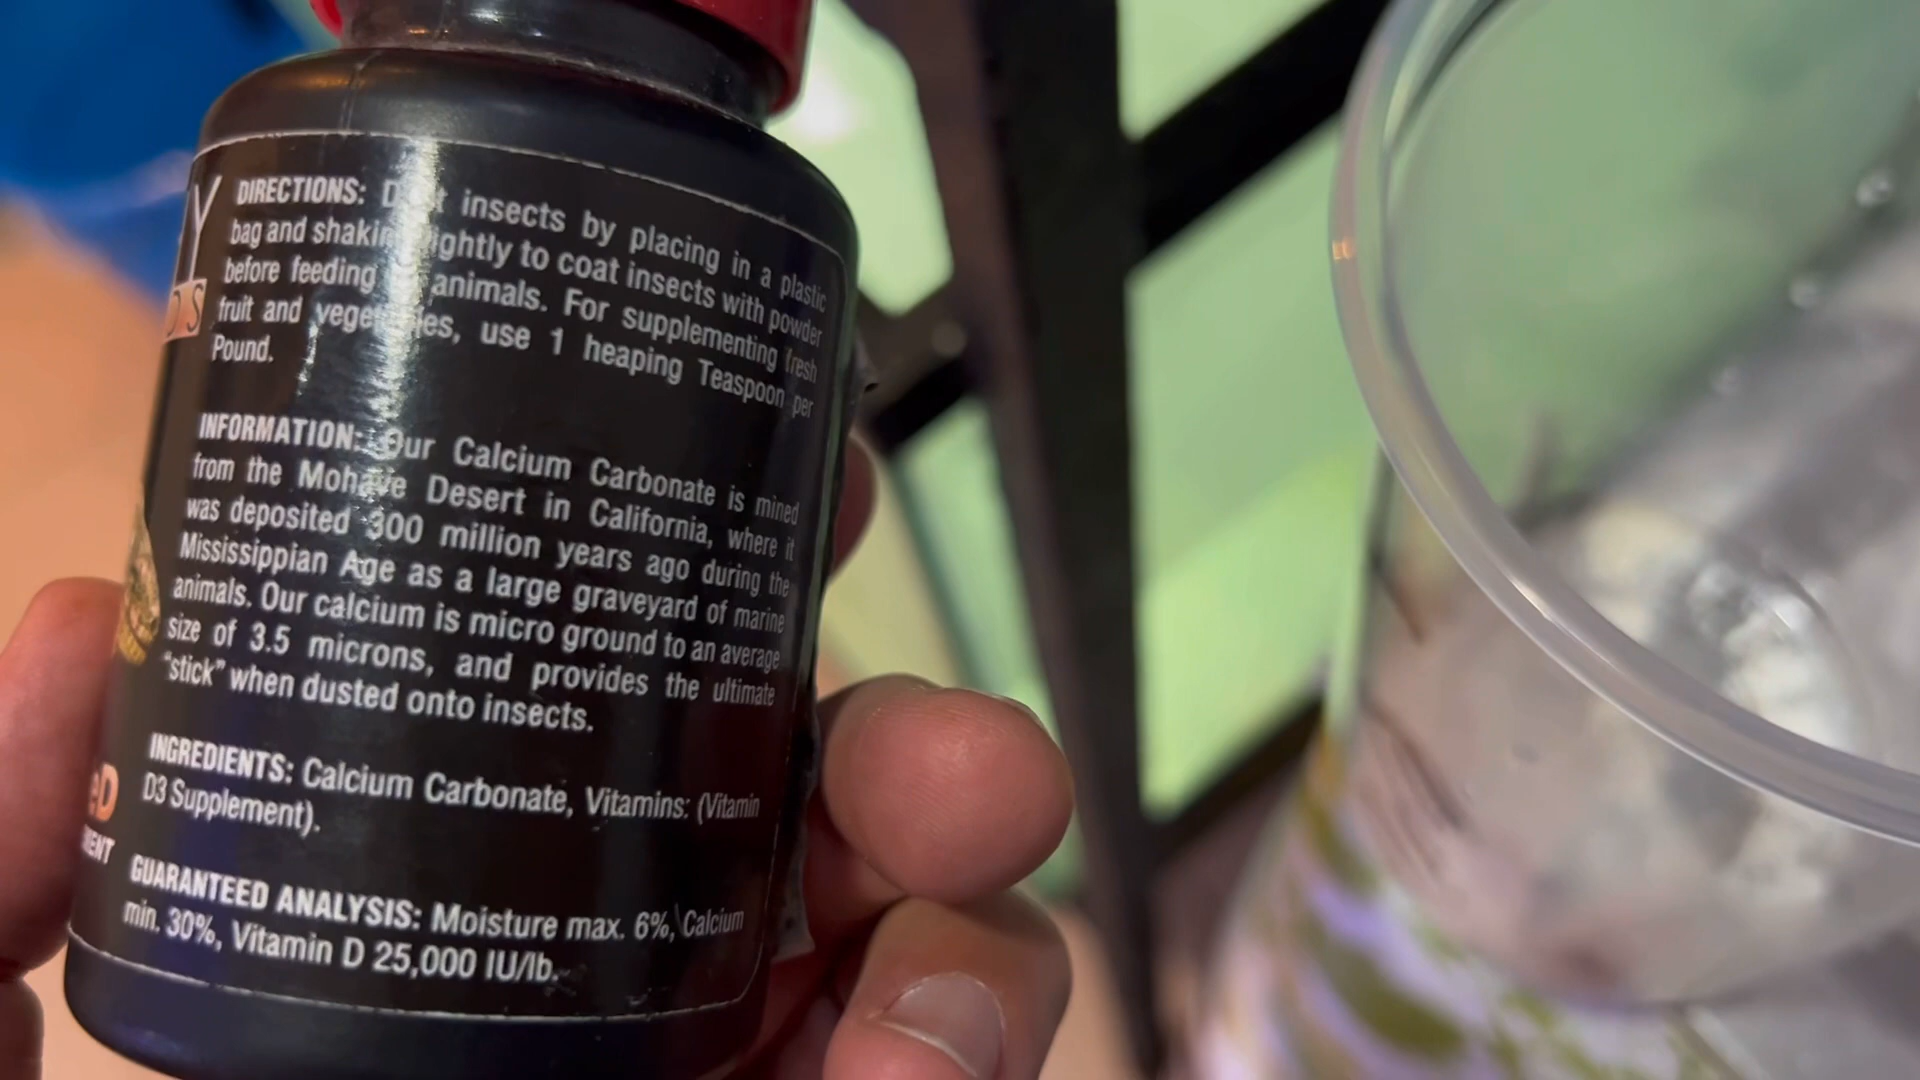 DIRECTIONS: insects by placing in a plastic
bag and shaking lightly to coat insects with powder
before feeding animals. For supplementing fresh
fruit and vegetables, use 1 heaping Teaspoon per
Pound.
INFORMATION: Our Calcium Carbonate is mined
from the Mohave Desert in California, where it
was deposited 300 million years ago during the
Mississippian Age as a large graveyard of marine
animals. Our calcium is micro ground to an average
size of 3.5 microns, and provides the ultimate
"stick" when dusted onto insects.
INGREDIENTS: Calcium Carbonate, Vitamins: (Vitamin
D3 Supplement).
GUARANTEED ANALYSIS: Moisture max. 6%, Calcium
min. 30%, Vitamin D 25,000 IU/lb.